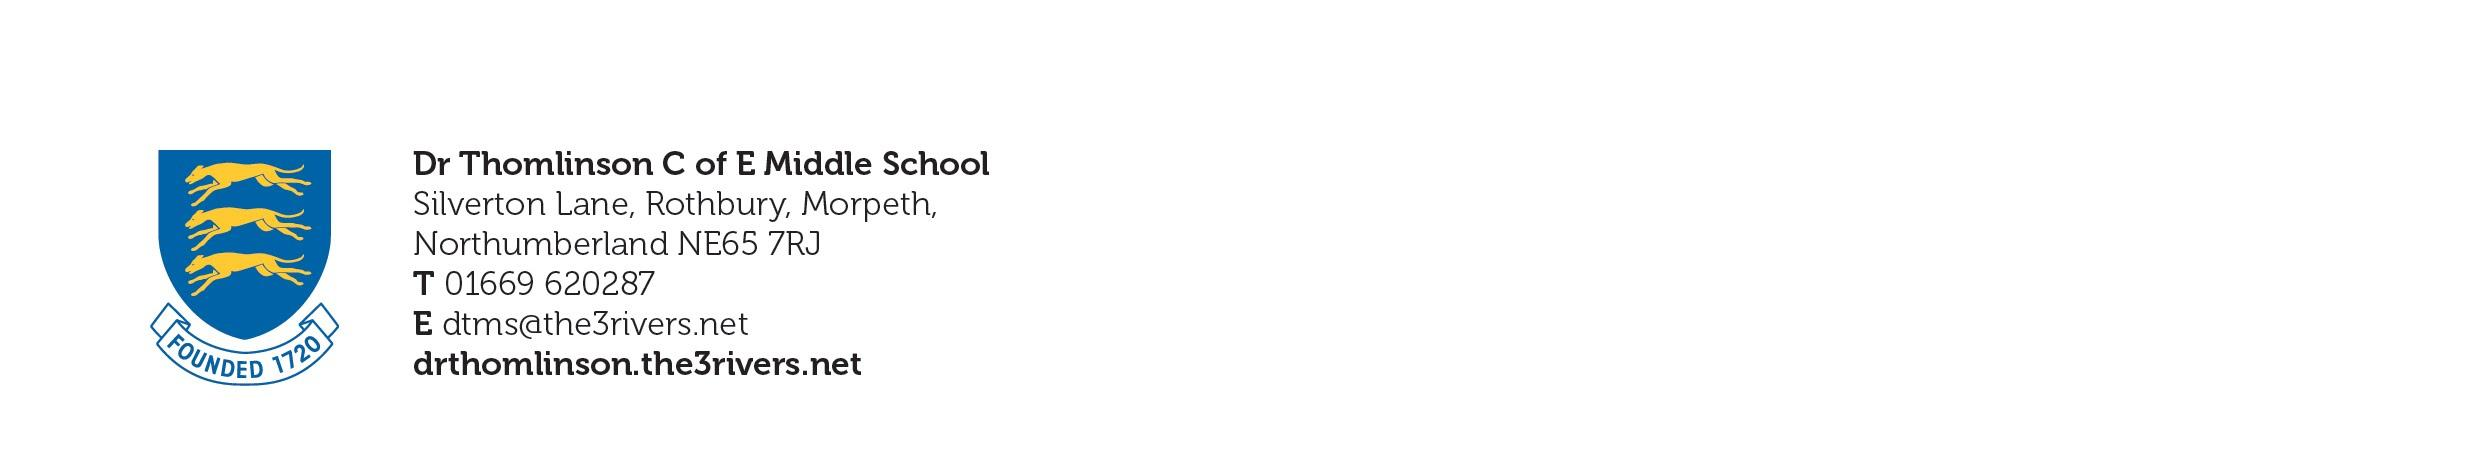 Dr Thomlinson C of E Middle School
Silverton Lane, Rothbury, Morpeth,
Northumberland NE65 7RJ
T 01669 620287
E dtms@the3rivers.net
drthomlinson.the3rivers.net
FOUNDED 1720